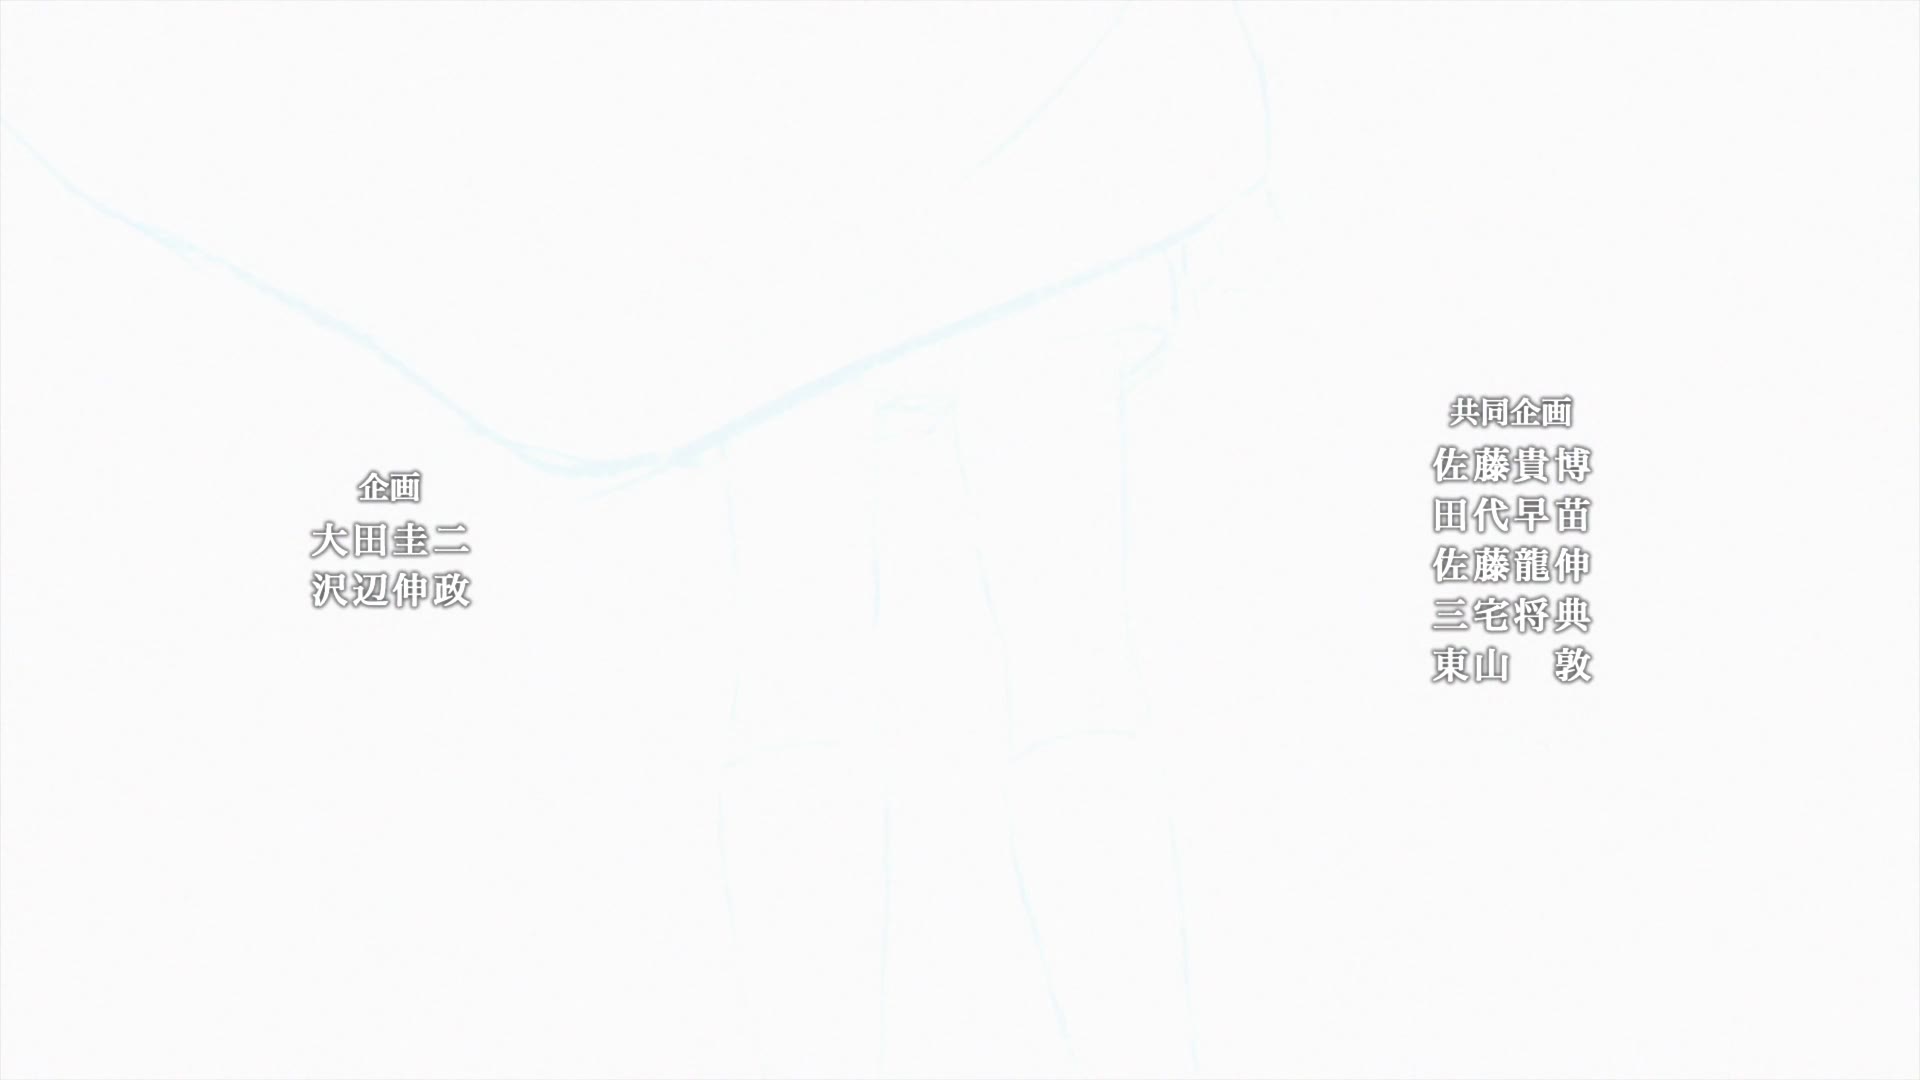 企画
大田圭二
沢辺伸政
共同企画
佐藤貴博
田代早苗
佐藤龍伸
三宅将典
東山　敦